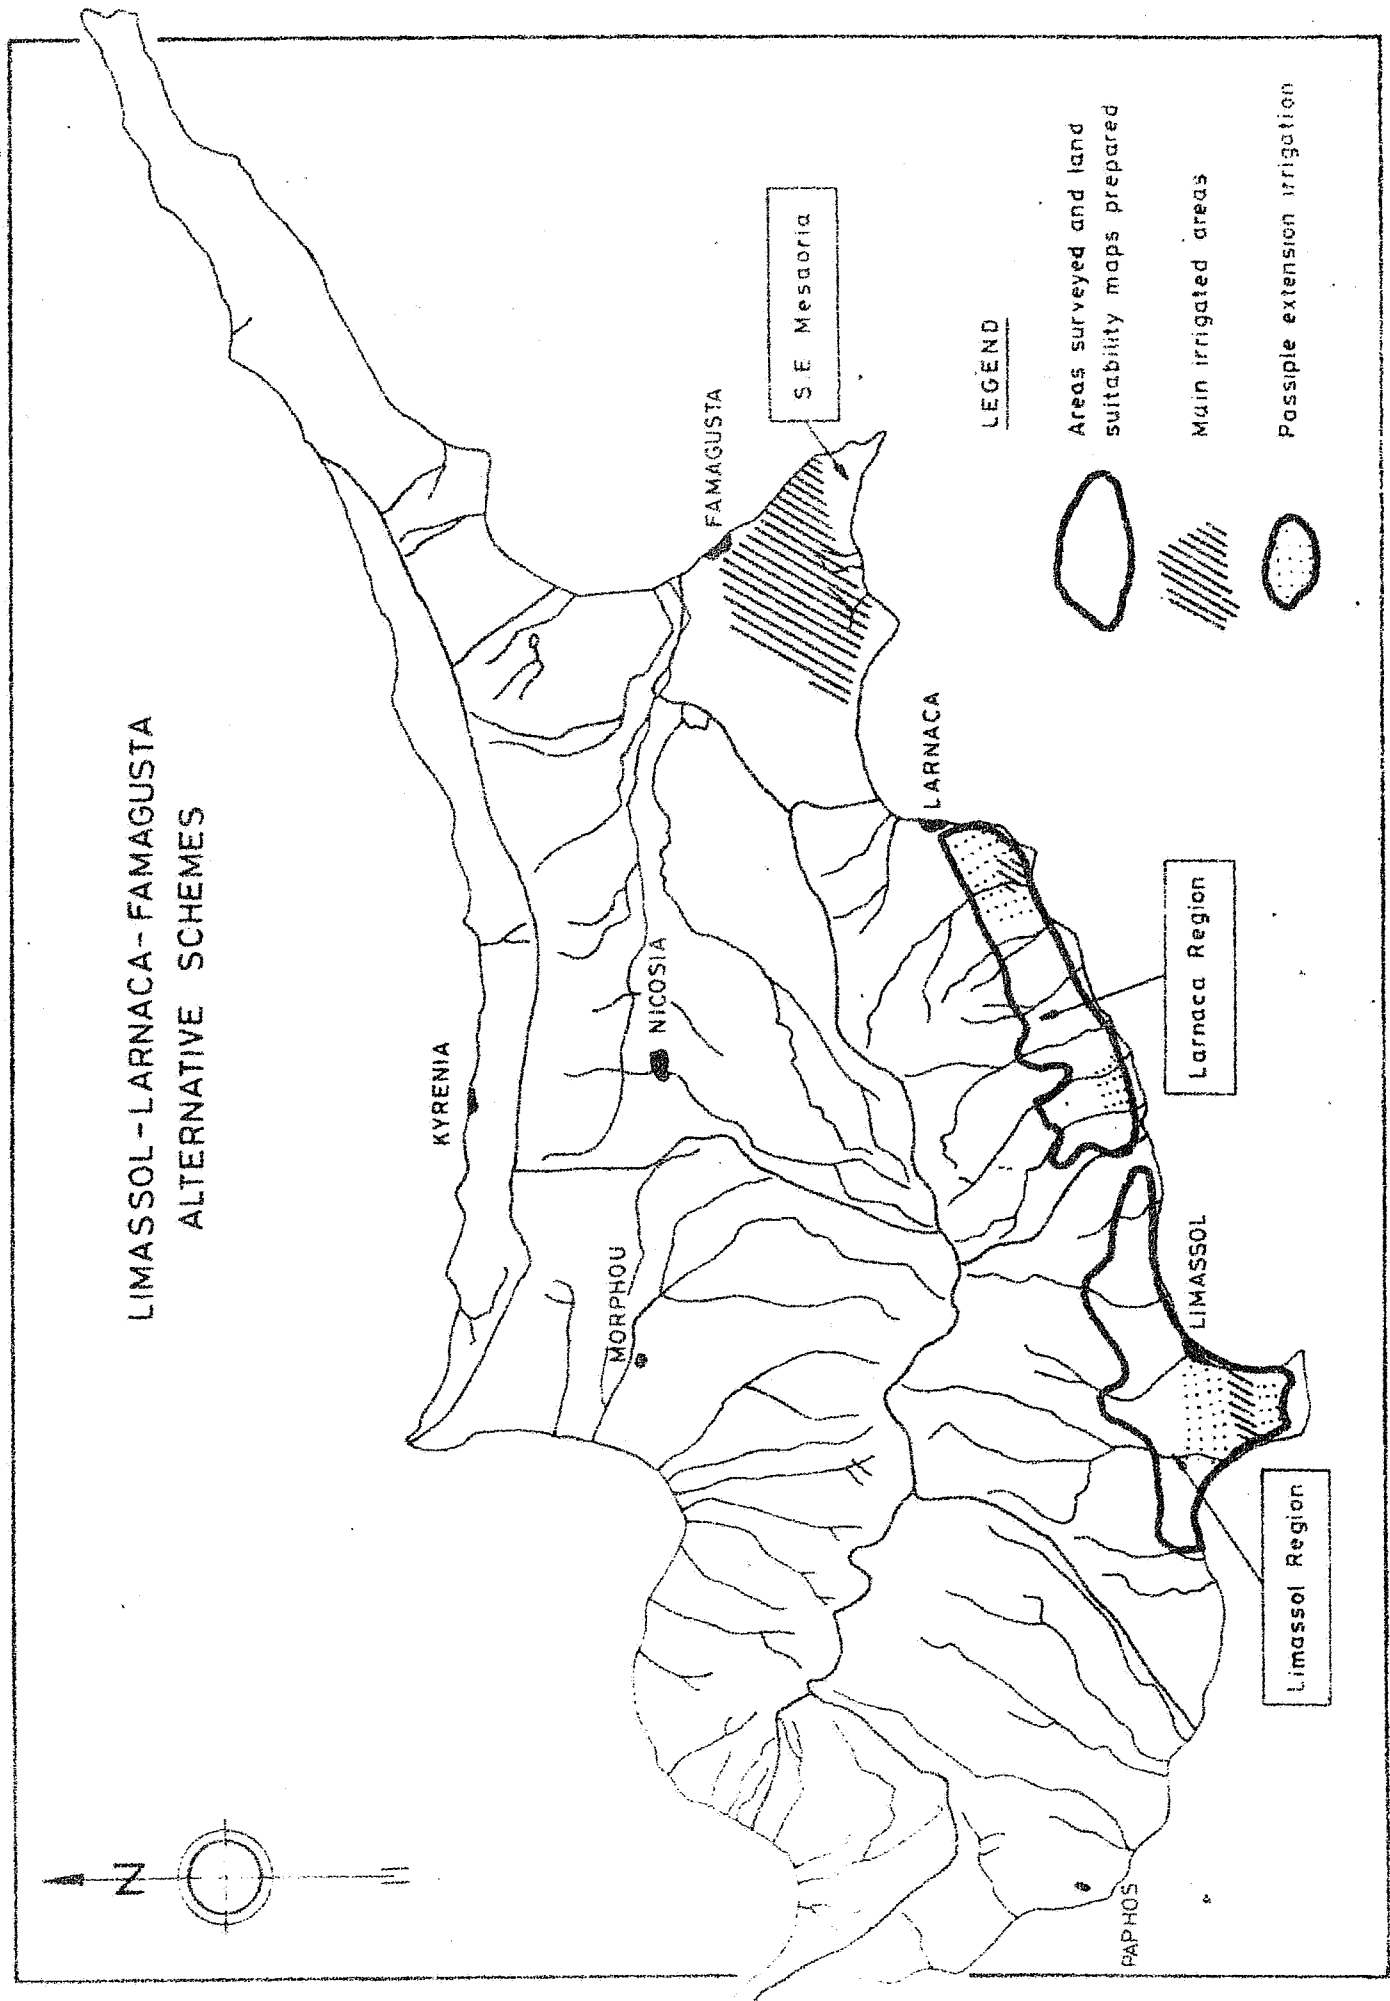 LIMASSOL-LARNACA-FAMAGUSTA
ALTERNATIVE SCHEMES
N
KYRENIA
MORPHOU
NICOSIA
FAMAGUSTA
S.E Mesaoria
LARNACA
Larnaca Region
LIMASSOL
Limassol Region
PAPHOS
LEGEND
Areas surveyed and land
suitability maps prepared
Main irrigated areas
Passiple extension irrigation